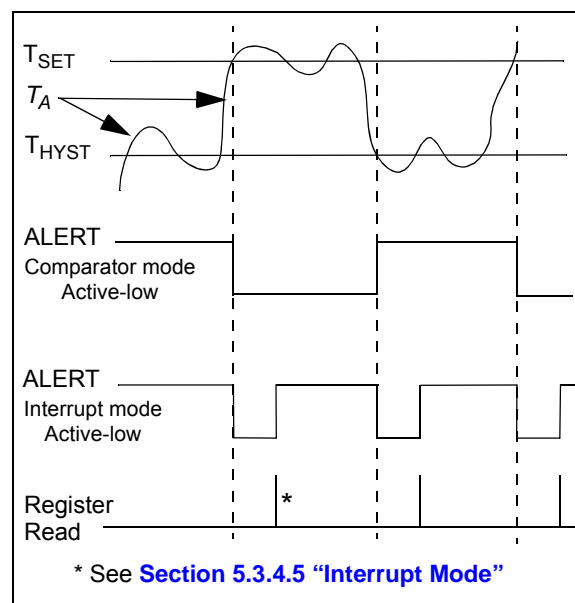 TSET
TA
THYST
ALERT
Comparator mode
Active-low
ALERT
Interrupt mode
Active-low
*
Register
Read
* See Section 5.3.4.5 “Interrupt Mode”